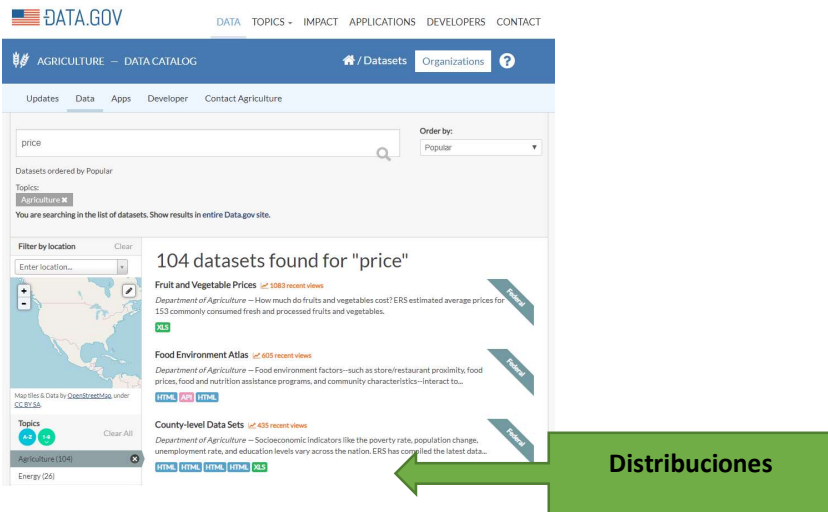 DATA.GOV
DATA TOPICS IMPACT APPLICATIONS DEVELOPERS CONTACT
AGRICULTURE — DATA CATALOG
/ Datasets Organizations ?
Updates Data Apps Developer Contact Agriculture
price
Order by:
Popular
Datasets ordered by Popular
Topics:
Agriculture ✖
You are searching in the list of datasets. Show results in entire Data.gov site.
Filter by location Clear
Enter location...
+
-
Map tiles & Data by OpenStreetMap, under
CC BY SA.
Topics
A-Z 1-9 Clear All
Agriculture (104)
Energy (26)
104 datasets found for "price"
Fruit and Vegetable Prices 1083 recent views
Federal
Department of Agriculture — How much do fruits and vegetables cost? ERS estimated average prices for
153 commonly consumed fresh and processed fruits and vegetables.
XLS
Food Environment Atlas 605 recent views
Federal
Department of Agriculture — Food environment factors--such as store/restaurant proximity, food
prices, food and nutrition assistance programs, and community characteristics--interact to...
HTML API HTML
County-level Data Sets 435 recent views
Federal
Department of Agriculture — Socioeconomic indicators like the poverty rate, population change,
unemployment rate, and education levels vary across the nation. ERS has compiled the latest data...
HTML HTML HTML HTML XLS
Distribuciones